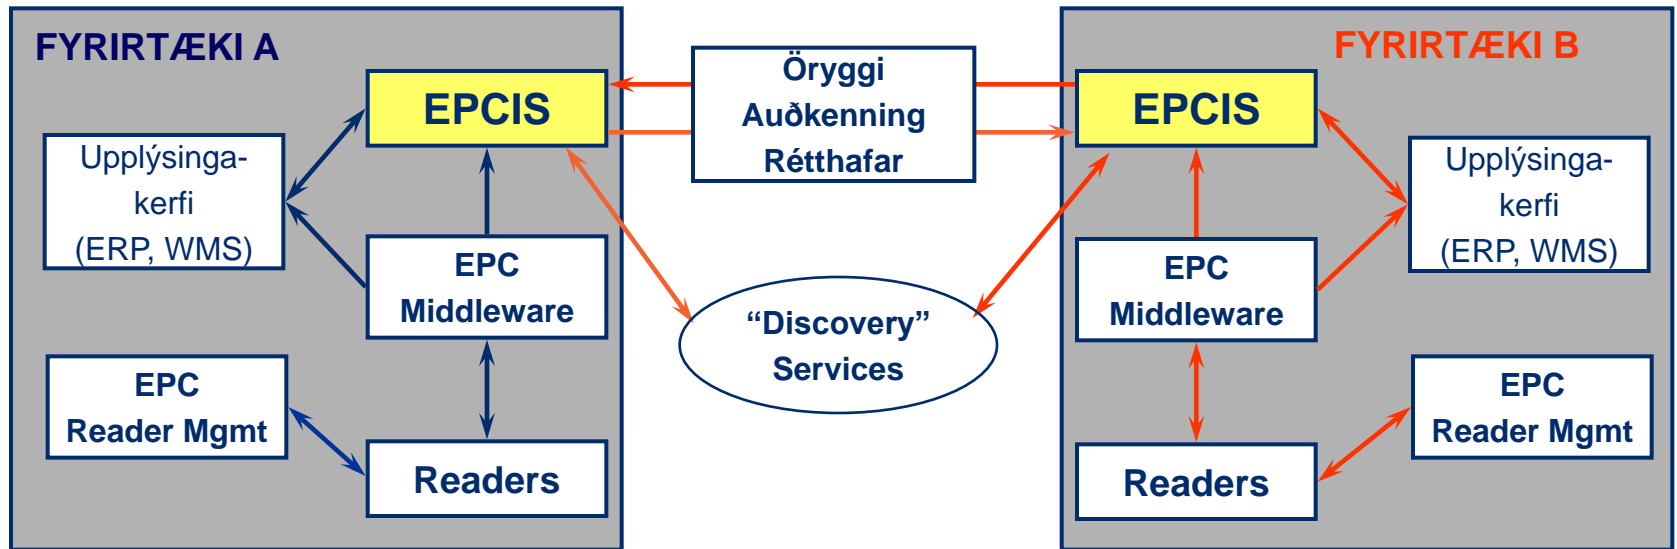 FYRIRTÆKI A
EPCIS
Upplýsinga-
kerfi
(ERP, WMS)
EPC
Middleware
EPC
Reader Mgmt
Readers
Öryggi
Auðkenning
Rétthafar
“Discovery”
Services
FYRIRTÆKI B
EPCIS
Upplýsinga-
kerfi
(ERP, WMS)
EPC
Middleware
EPC
Reader Mgmt
Readers